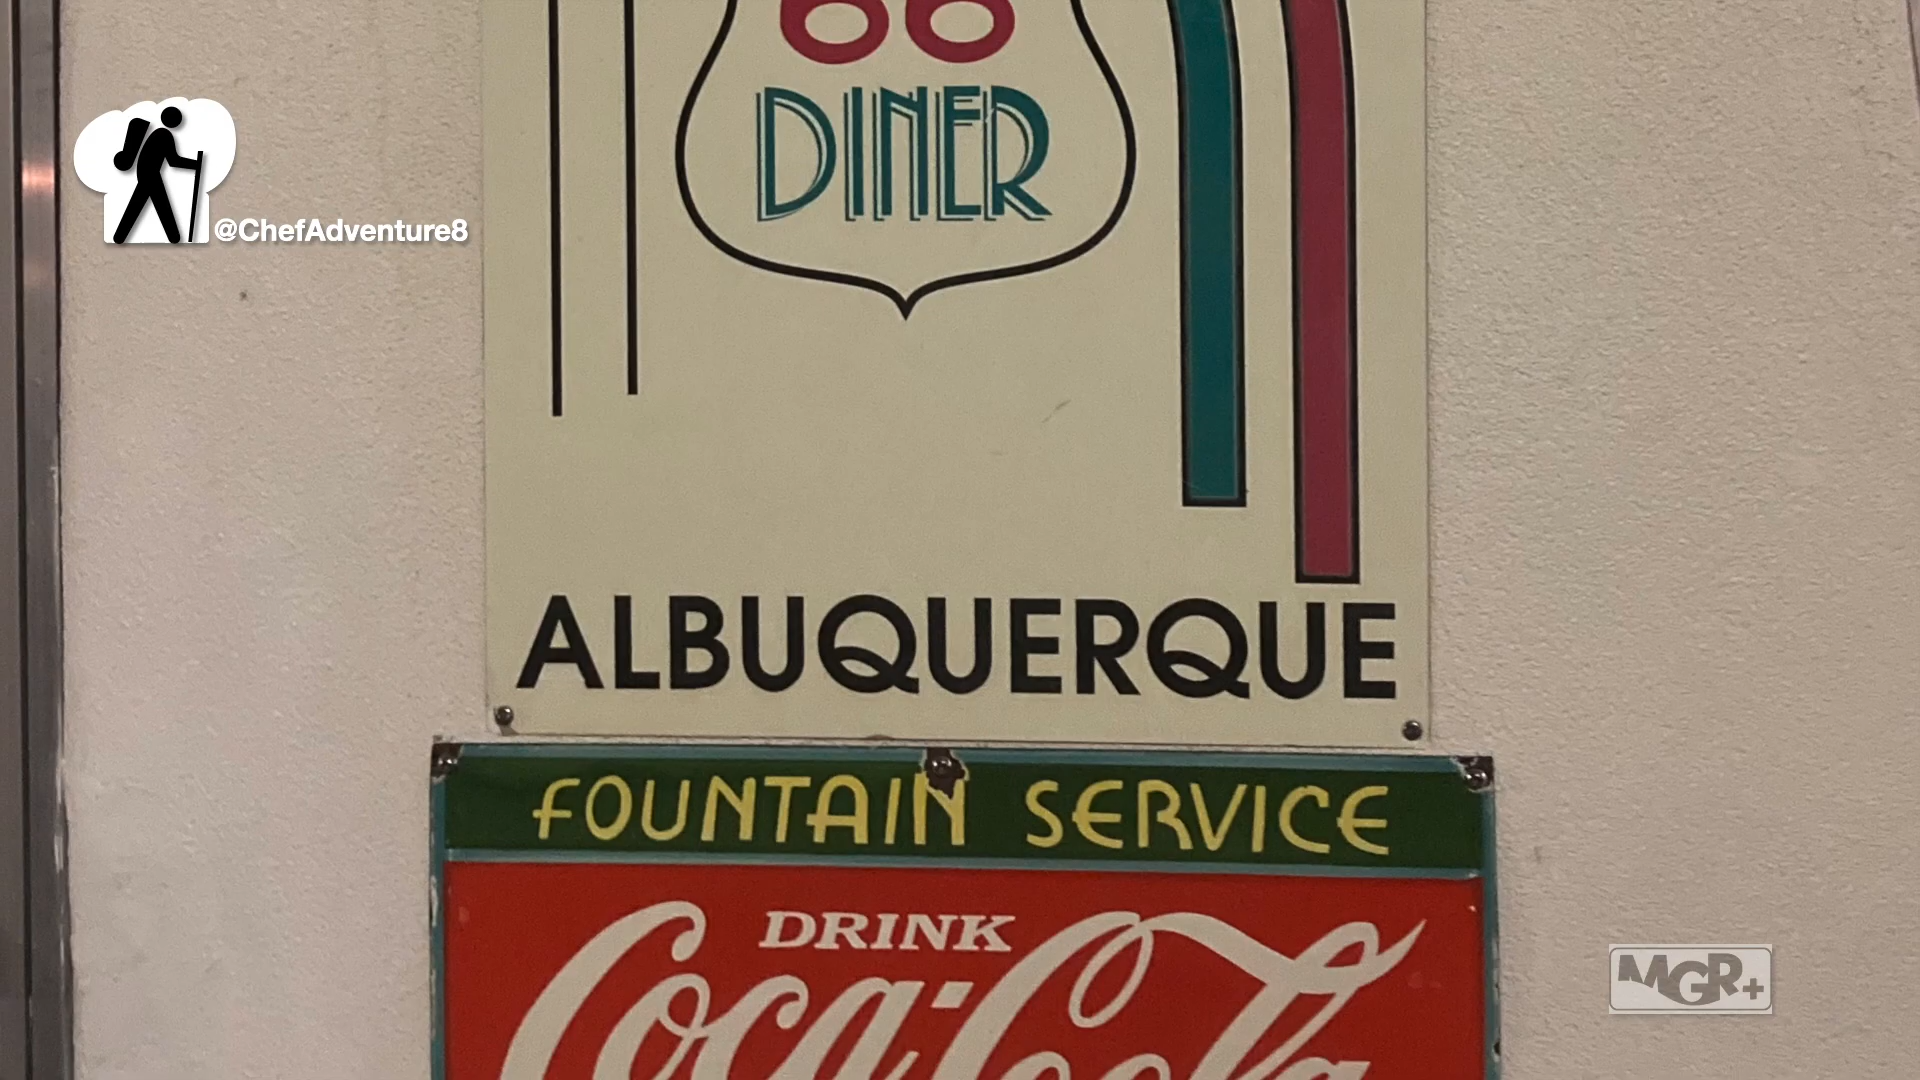 66
DINER
@ChefAdventure8
ALBUQUERQUE
FOUNTAIN SERVICE
DRINK
Coca-Cola
MGR+